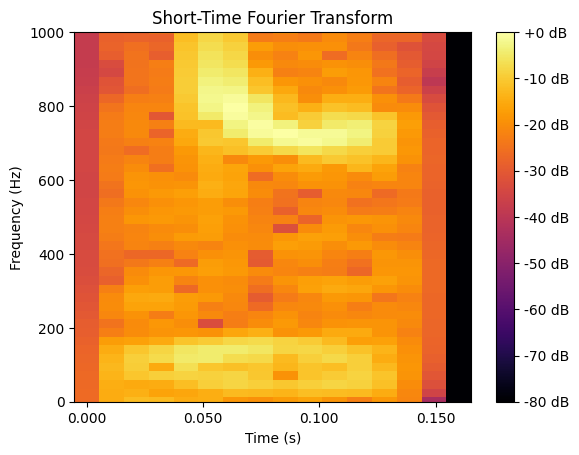 Short-Time Fourier Transform
Frequency (Hz)
1000
800
600
400
200
0
0.000
0.050
0.100
0.150
Time (s)
+0 dB
-10 dB
-20 dB
-30 dB
-40 dB
-50 dB
-60 dB
-70 dB
-80 dB